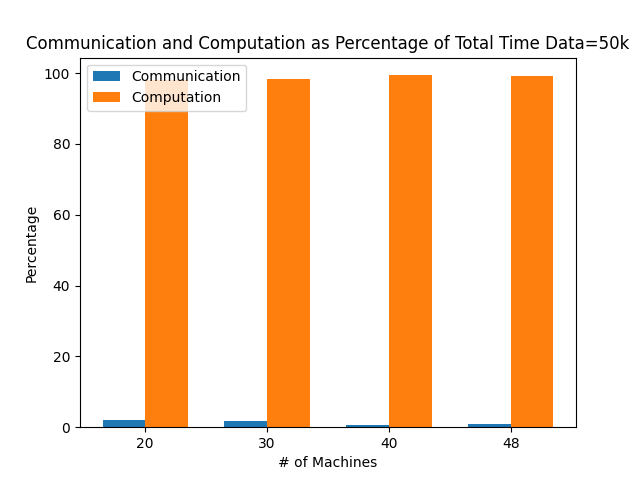 Communication and Computation as Percentage of Total Time Data=50k
Communication
Computation
100
80
60
40
20
0
Percentage
20 30 40 48
# of Machines